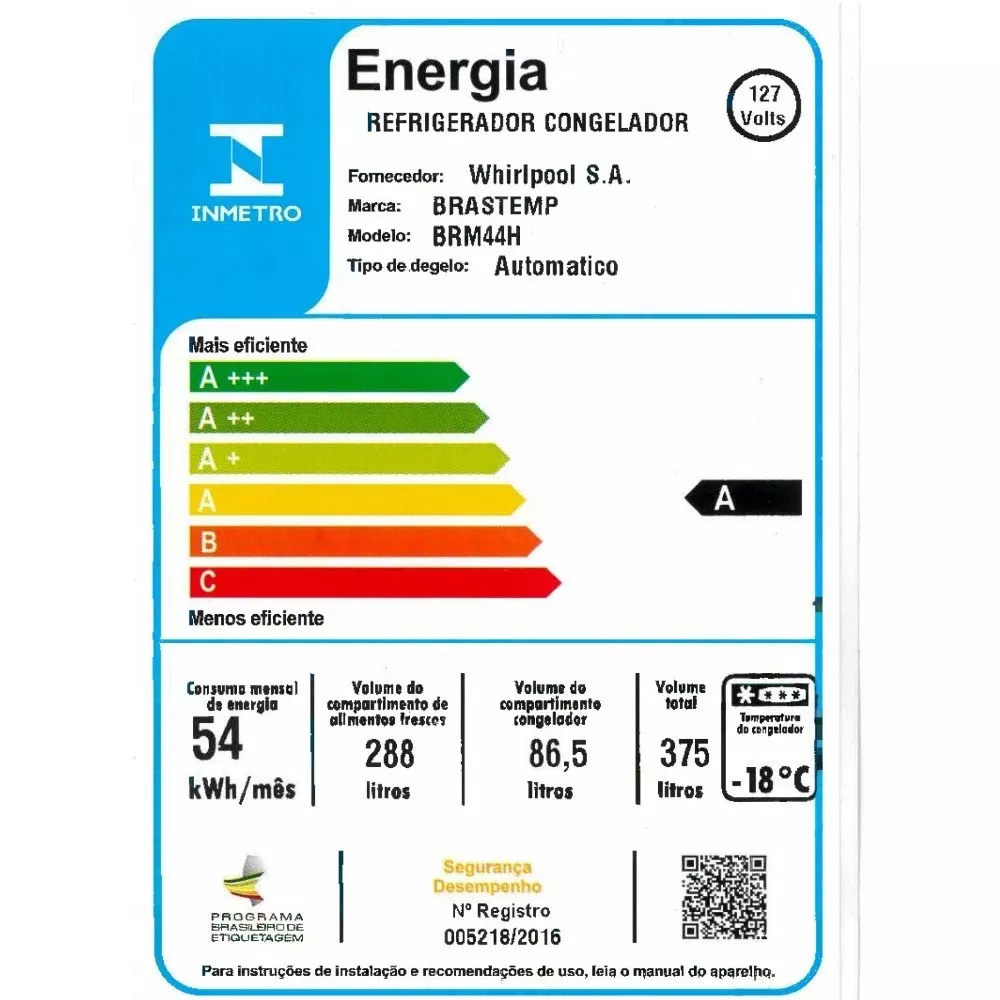 Energia
REFRIGERADOR CONGELADOR
127
Volts
INMETRO
Fornecedor: Whirlpool S.A.
Marca: BRASTEMP
Modelo: BRM44H
Tipo de degelo: Automatico
Mais eficiente
A +++
A ++
A +
A
A
B
C
Menos eficiente
Consumo mensal
de energia
54
kWh/mês
Volume do
compartimento de
alimentos frescos
288
litros
Volume do
compartimento
congelador
86,5
litros
Volume
total
375
litros
Temperatura
do congelador
-18°C
PROGRAMA
BRASILEIRO DE
ETIQUETAGEM
Segurança
Desempenho
Nº Registro
005218/2016
Para instruções de instalação e recomendações de uso, leia o manual do aparelho.